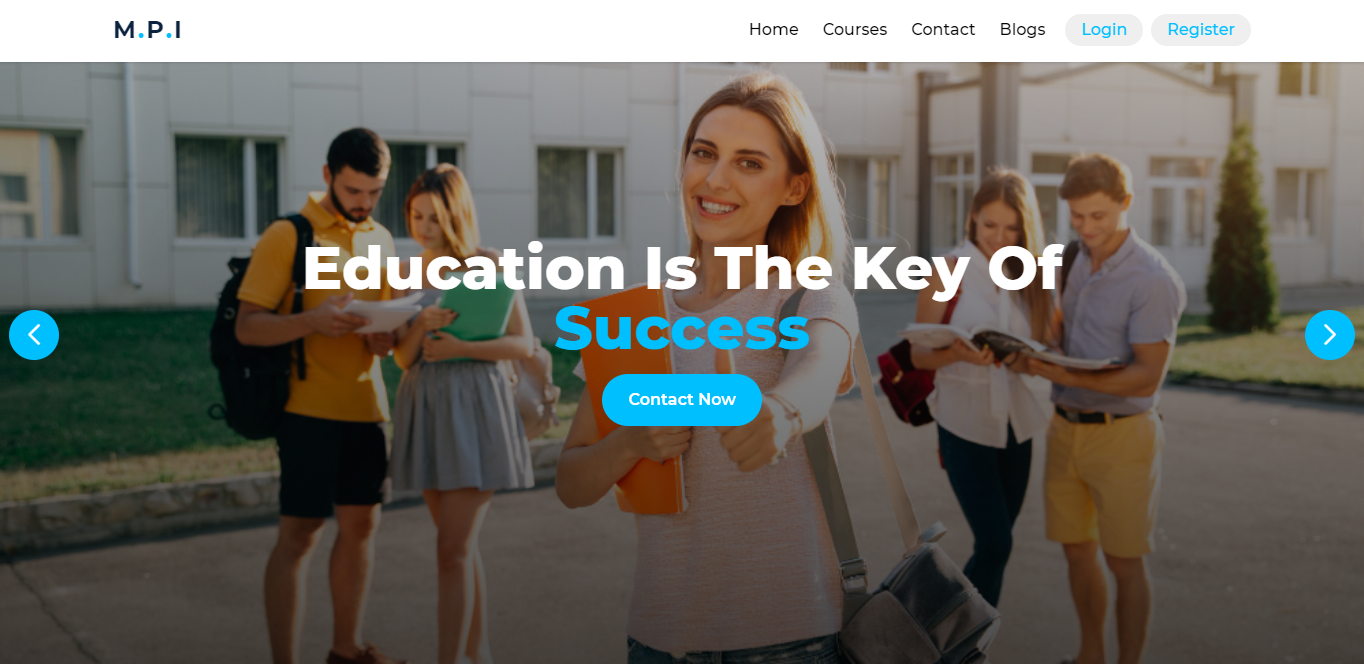 M.P.I
Home Courses Contact Blogs Login Register
Education Is The Key Of
Success
Contact Now